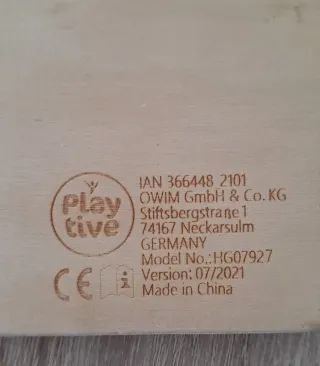 Play
tive
IAN 366448 2101
OWIM GmbH & Co. KG
Stiftsbergstraße 1
74167 Neckarsulm
GERMANY
Model No.: HG07927
Version: 07/2021
Made in China
CE